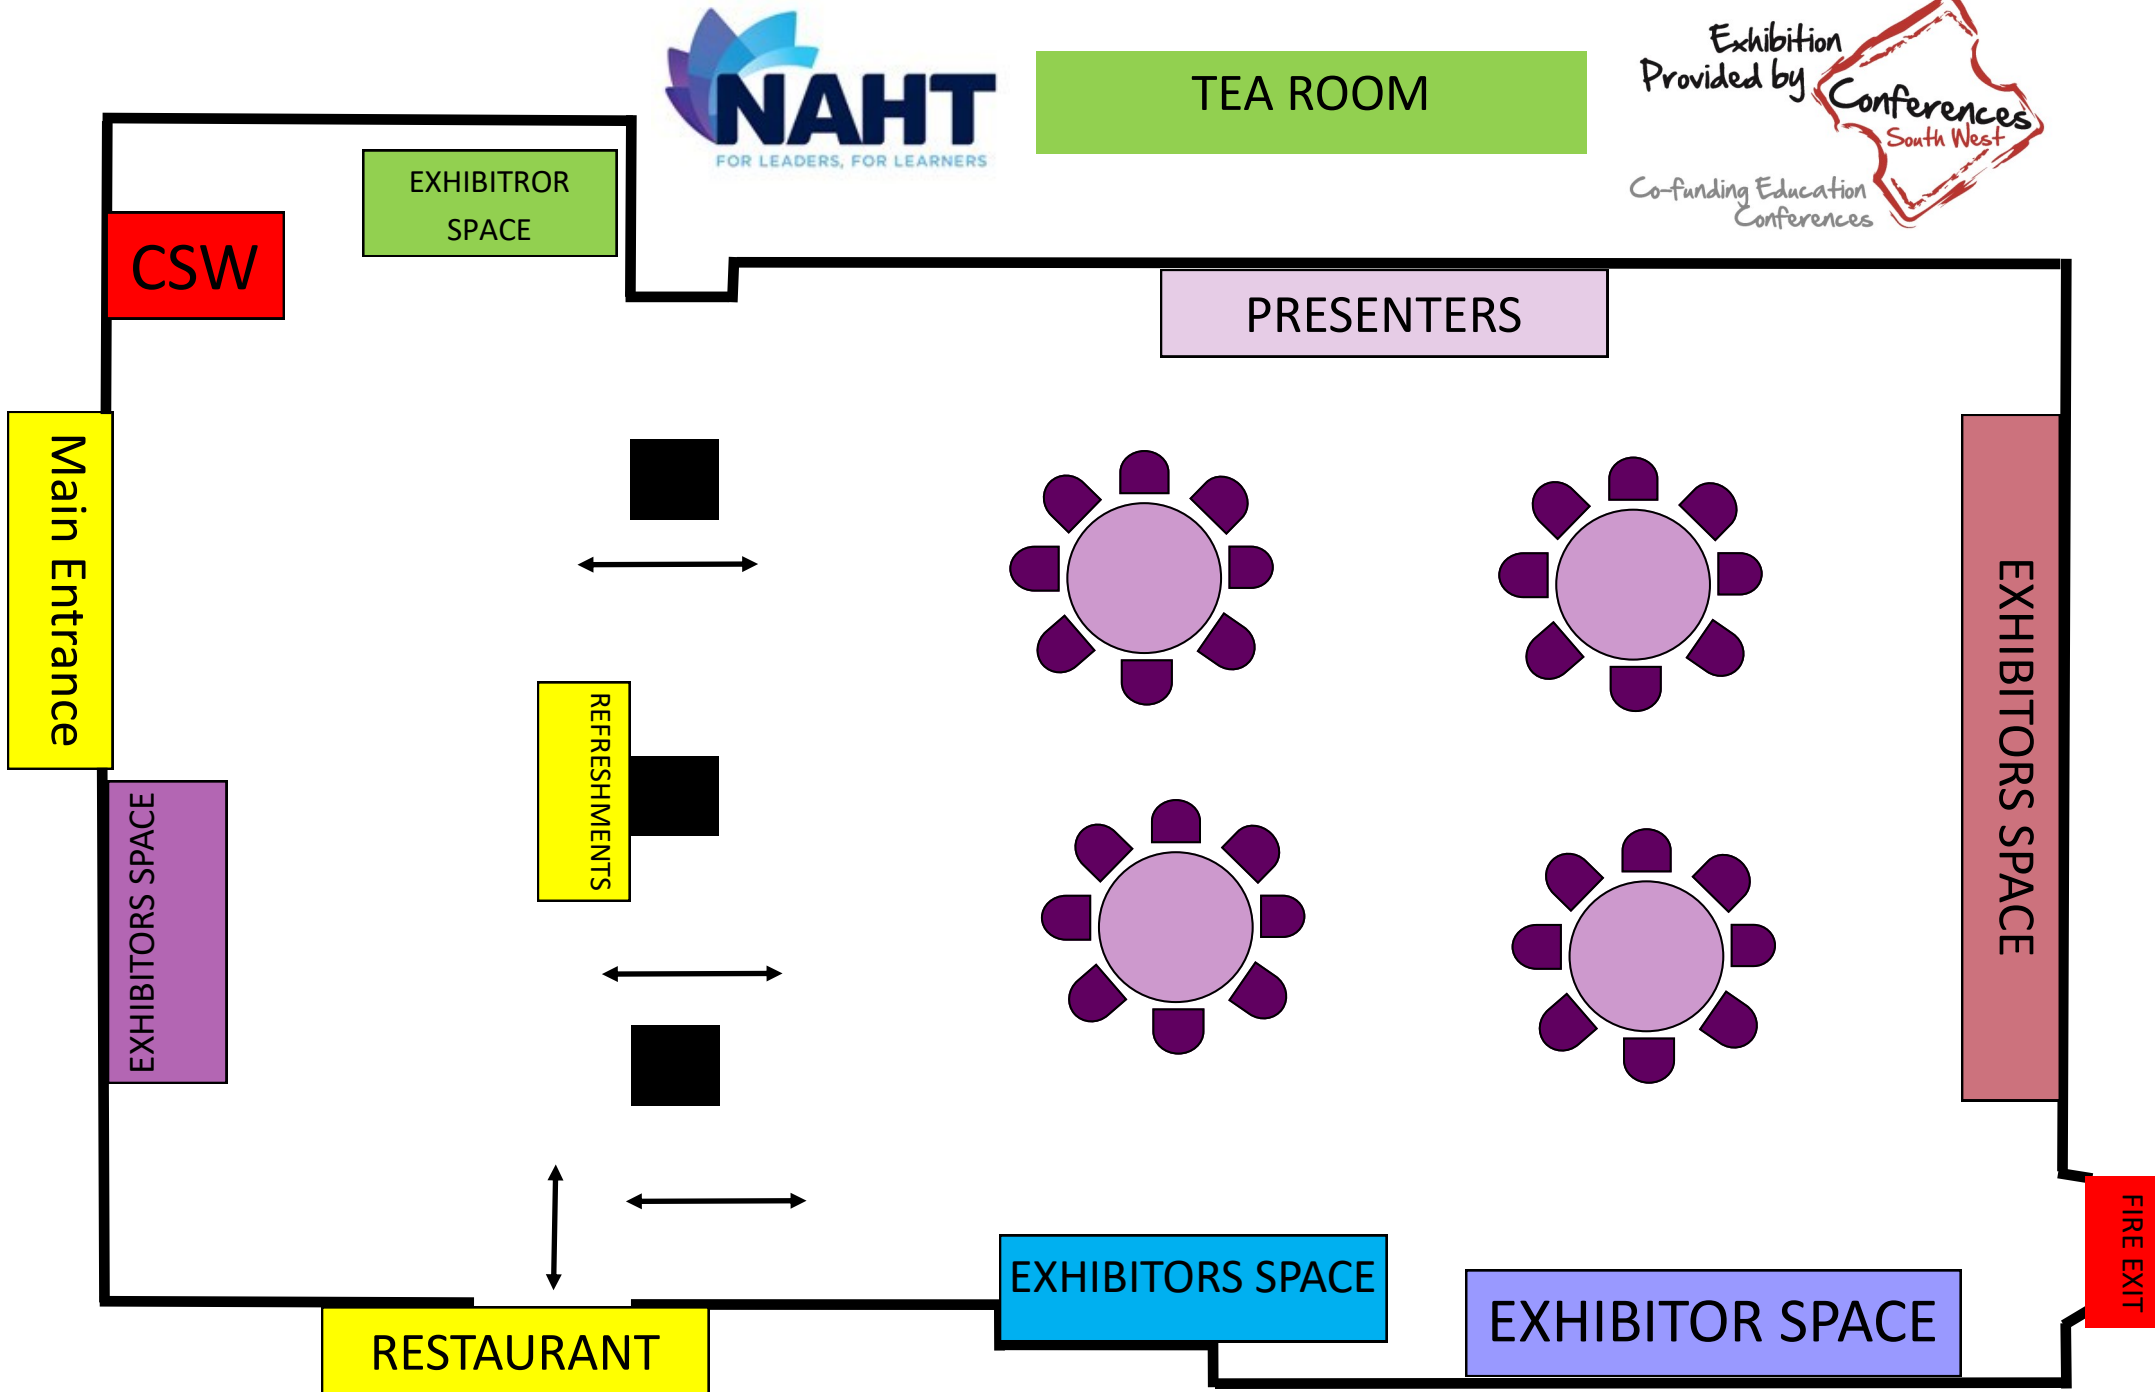 NAHT
FOR LEADERS, FOR LEARNERS
TEA ROOM
Exhibition
Provided by
Conferences
South West
Co-funding Education
Conferences
EXHIBITROR
SPACE
CSW
PRESENTERS
Main Entrance
REFRESHMENTS
EXHIBITORS SPACE
EXHIBITORS SPACE
EXHIBITORS SPACE
EXHIBITOR SPACE
FIRE EXIT
RESTAURANT